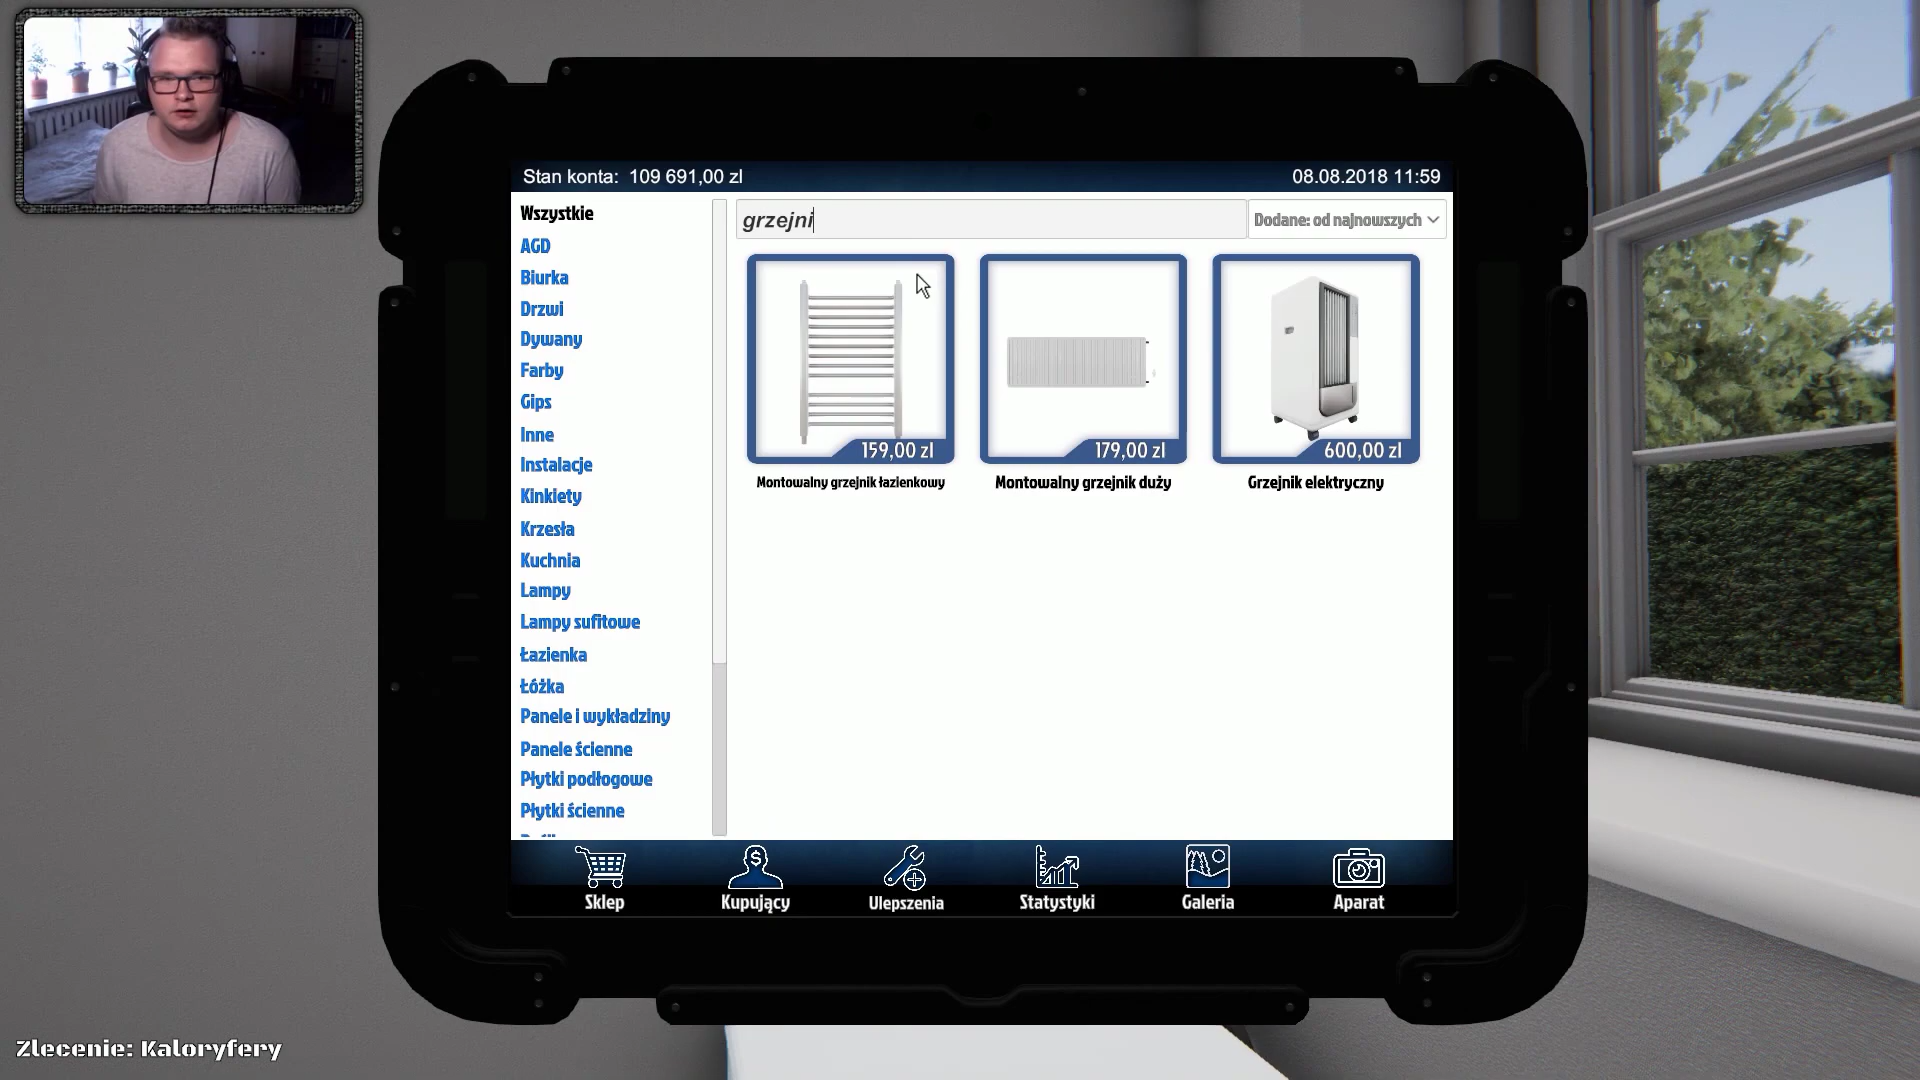 Stan konta: 109 691,00 zl
08.08.2018 11:59
Wszystkie
AGD
Biurka
Drzwi
Dywany
Farby
Gips
Inne
Instalacje
Kinkiety
Krzesła
Kuchnia
Lampy
Lampy sufitowe
Łazienka
Łóżka
Panele i wykładziny
Panele ścienne
Płytki podłogowe
Płytki ścienne
grzejni
Dodane: od najnowszych
159,00 zl
179,00 zl
600,00 zl
Montowalny grzejnik łazienkowy
Montowalny grzejnik duży
Grzejnik elektryczny
Sklep
Kupujący
Ulepszenia
Statystyki
Galeria
Aparat
Zlecenie: Kaloryfery